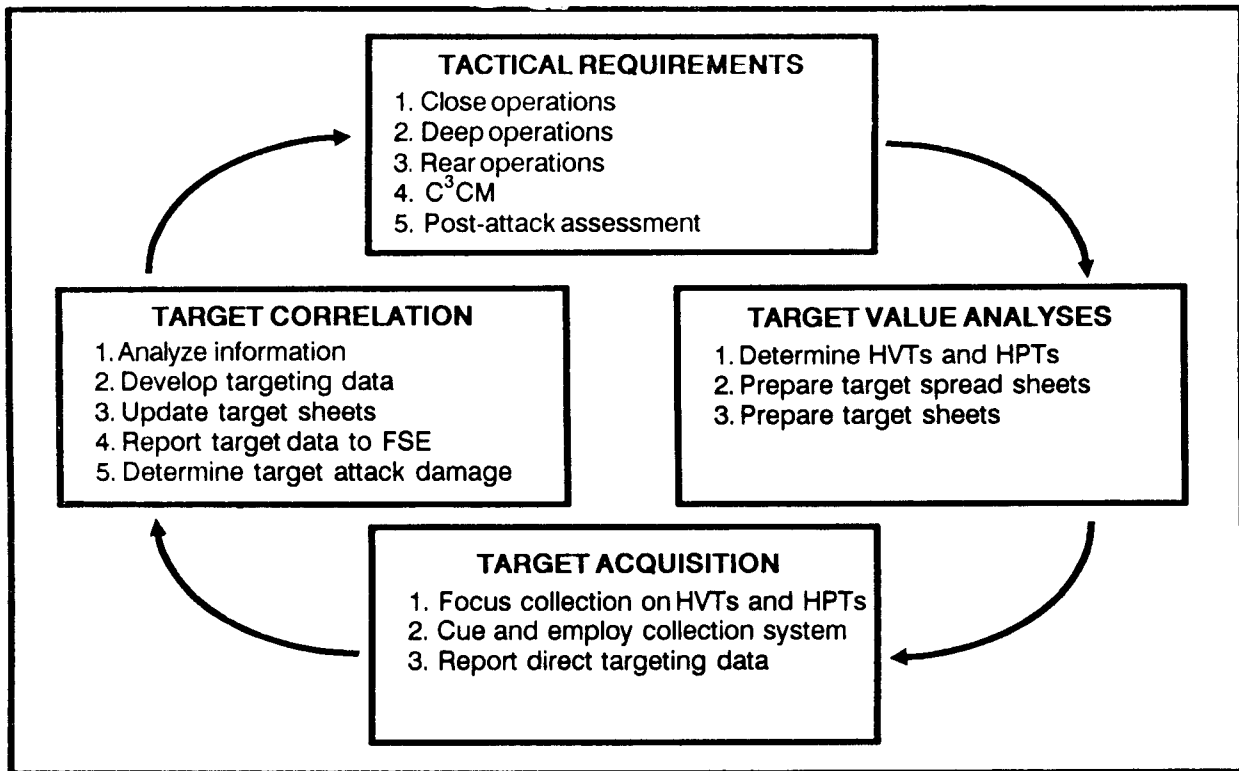 TACTICAL REQUIREMENTS
1. Close operations
2. Deep operations
3. Rear operations
4. C³CM
5. Post-attack assessment
TARGET VALUE ANALYSES
1. Determine HVTs and HPTs
2. Prepare target spread sheets
3. Prepare target sheets
TARGET ACQUISITION
1. Focus collection on HVTs and HPTs
2. Cue and employ collection system
3. Report direct targeting data
TARGET CORRELATION
1. Analyze information
2. Develop targeting data
3. Update target sheets
4. Report target data to FSE
5. Determine target attack damage